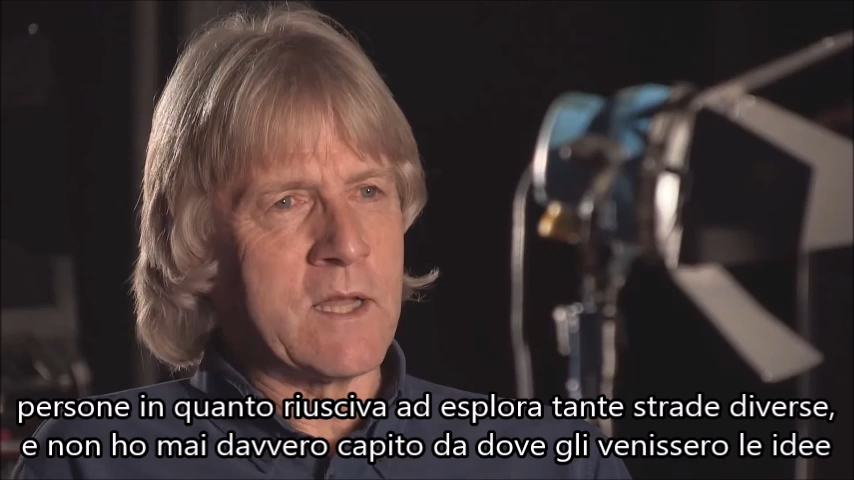 persone in quanto riusciva ad esplora tante strade diverse,
e non ho mai davvero capito da dove gli venissero le idee